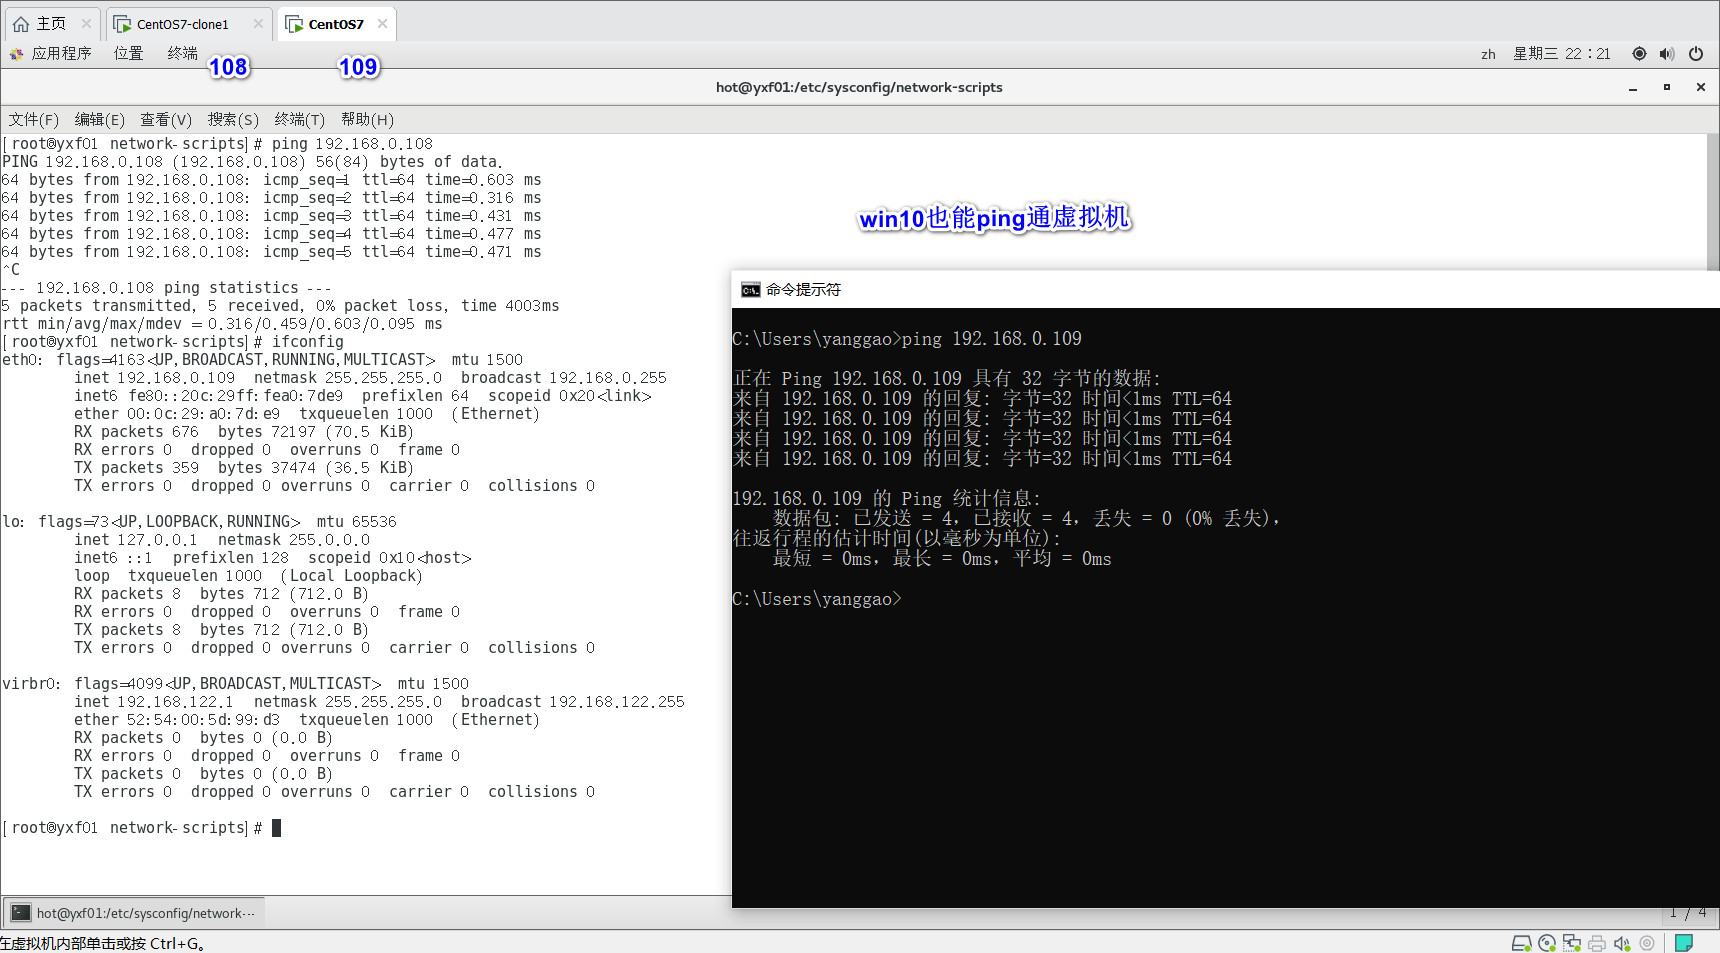 主页
CentOS7-clone1
CentOS7
应用程序 位置 终端
108
109
zh 星期三 22：21
hot@yxf01:/etc/sysconfig/network-scripts
文件(F) 编辑(E) 查看(V) 搜索(S) 终端(T) 帮助(H)
[root@yxf01 network-scripts]# ping 192.168.0.108
PING 192.168.0.108 (192.168.0.108) 56(84) bytes of data.
64 bytes from 192.168.0.108: icmp_seq=1 ttl=64 time=0.603 ms
64 bytes from 192.168.0.108: icmp_seq=2 ttl=64 time=0.316 ms
64 bytes from 192.168.0.108: icmp_seq=3 ttl=64 time=0.431 ms
64 bytes from 192.168.0.108: icmp_seq=4 ttl=64 time=0.477 ms
64 bytes from 192.168.0.108: icmp_seq=5 ttl=64 time=0.471 ms
^C
--- 192.168.0.108 ping statistics ---
5 packets transmitted, 5 received, 0% packet loss, time 4003ms
rtt min/avg/max/mdev = 0.316/0.459/0.603/0.095 ms
[root@yxf01 network-scripts]# ifconfig
eth0: flags=4163<UP,BROADCAST,RUNNING,MULTICAST>  mtu 1500
inet 192.168.0.109  netmask 255.255.255.0  broadcast 192.168.0.255
inet6 fe80::20c:29ff:fea0:7de9  prefixlen 64  scopeid 0x20<link>
ether 00:0c:29:a0:7d:e9  txqueuelen 1000  (Ethernet)
RX packets 676  bytes 72197 (70.5 KiB)
RX errors 0  dropped 0  overruns 0  frame 0
TX packets 359  bytes 37474 (36.5 KiB)
TX errors 0  dropped 0 overruns 0  carrier 0  collisions 0
lo: flags=73<UP,LOOPBACK,RUNNING>  mtu 65536
inet 127.0.0.1  netmask 255.0.0.0
inet6 ::1  prefixlen 128  scopeid 0x10<host>
loop  txqueuelen 1000  (Local Loopback)
RX packets 8  bytes 712 (712.0 B)
RX errors 0  dropped 0  overruns 0  frame 0
TX packets 8  bytes 712 (712.0 B)
TX errors 0  dropped 0 overruns 0  carrier 0  collisions 0
virbr0: flags=4099<UP,BROADCAST,MULTICAST>  mtu 1500
inet 192.168.122.1  netmask 255.255.255.0  broadcast 192.168.122.255
ether 52:54:00:5d:99:d3  txqueuelen 1000  (Ethernet)
RX packets 0  bytes 0 (0.0 B)
RX errors 0  dropped 0  overruns 0  frame 0
TX packets 0  bytes 0 (0.0 B)
TX errors 0  dropped 0 overruns 0  carrier 0  collisions 0
[root@yxf01 network-scripts]#
win10也能ping通虚拟机
命令提示符
C:\Users\yanggao>ping 192.168.0.109
正在 Ping 192.168.0.109 具有 32 字节的数据:
来自 192.168.0.109 的回复: 字节=32 时间<1ms TTL=64
来自 192.168.0.109 的回复: 字节=32 时间<1ms TTL=64
来自 192.168.0.109 的回复: 字节=32 时间<1ms TTL=64
来自 192.168.0.109 的回复: 字节=32 时间<1ms TTL=64
192.168.0.109 的 Ping 统计信息:
数据包: 已发送 = 4，已接收 = 4，丢失 = 0 (0% 丢失)，
往返行程的估计时间(以毫秒为单位):
最短 = 0ms，最长 = 0ms，平均 = 0ms
C:\Users\yanggao>
hot@yxf01:/etc/sysconfig/network-···
1 / 4
在虚拟机内部单击或按 Ctrl+G。